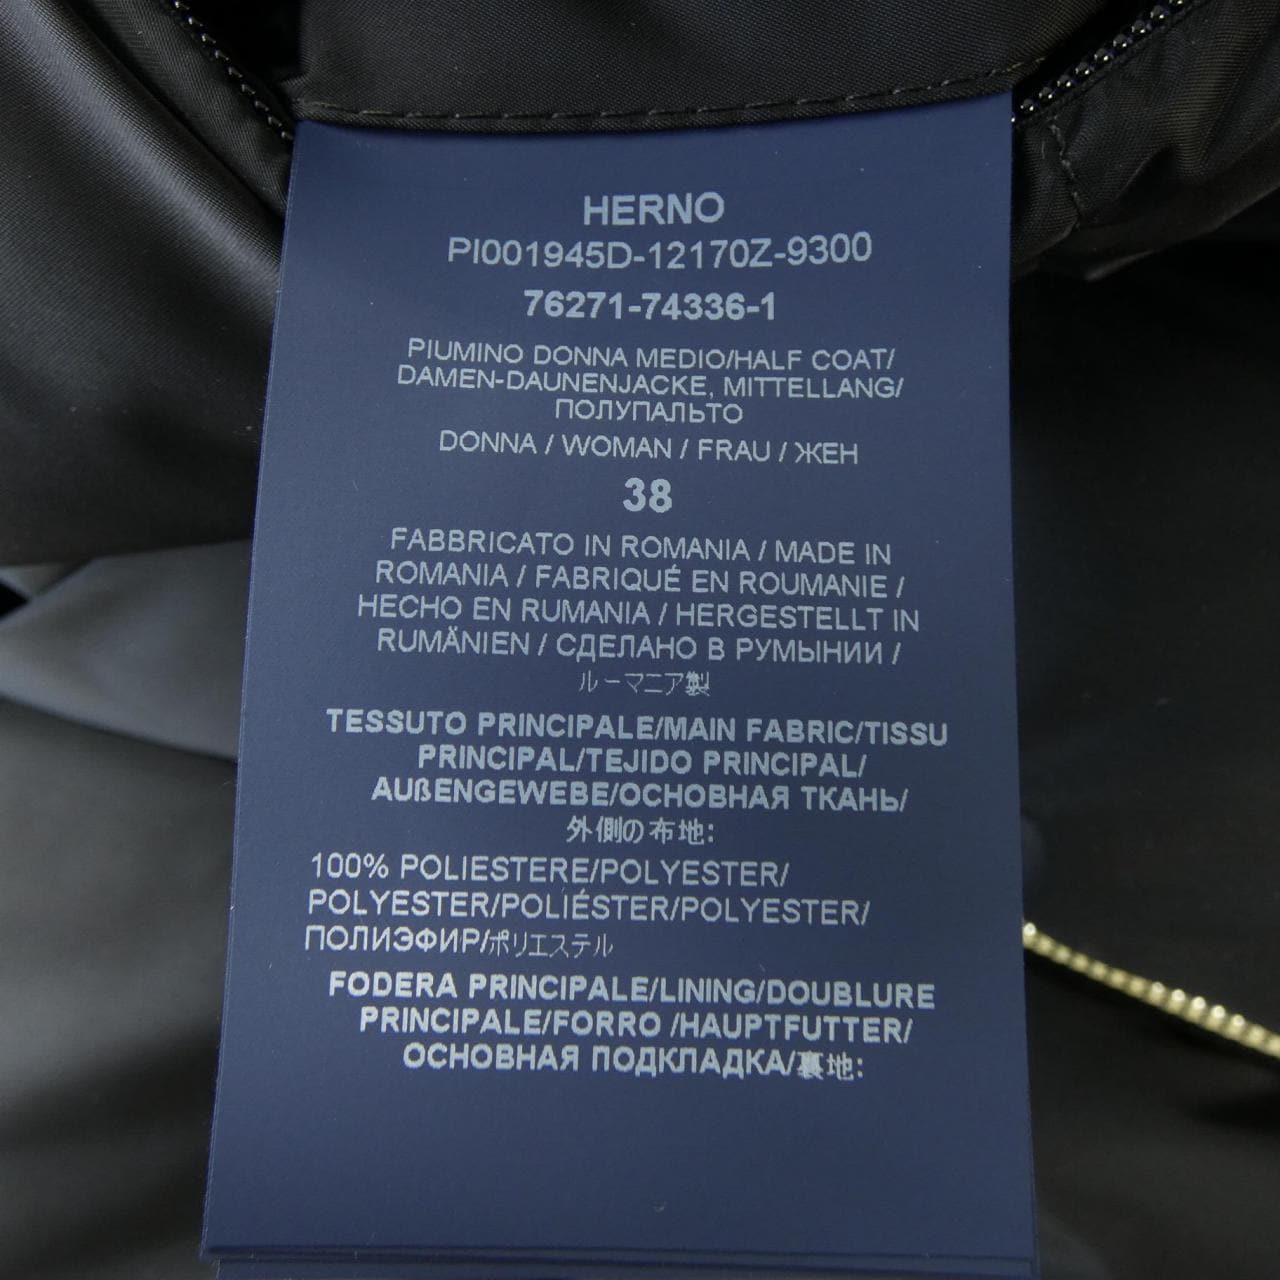 HERNO
PI001945D-12170Z-9300
76271-74336-1
PIUMINO DONNA MEDIO/HALF COAT/
DAMEN-DAUNENJACKE, MITTELLANG/
ПОЛУПАЛЬТО
DONNA / WOMAN / FRAU / ЖЕН
38
FABBRICATO IN ROMANIA / MADE IN
ROMANIA / FABRIQUÉ EN ROUMANIE /
HECHO EN RUMANIA / HERGESTELLT IN
RUMÄNIEN / СДЕЛАНО В РУМЫНИИ /
ルーマニア製
TESSUTO PRINCIPALE/MAIN FABRIC/TISSU
PRINCIPAL/TEJIDO PRINCIPAL/
AUßENGEWEBE/ОСНОВНАЯ ТКАНЬ/
外側の布地:
100% POLIESTERE/POLYESTER/
POLYESTER/POLIÉSTER/POLYESTER/
ПОЛИЭФИР/ポリエステル
FODERA PRINCIPALE/LINING/DOUBLURE
PRINCIPALE/FORRO /HAUPTFUTTER/
ОСНОВНАЯ ПОДКЛАДКА/裏地: